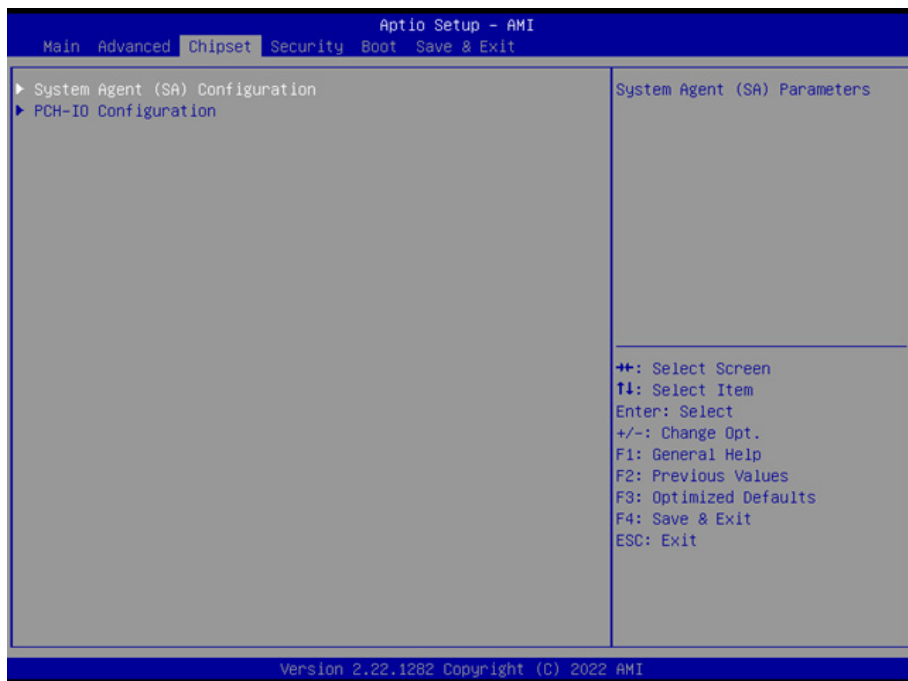 Aptio Setup – AMI
Main Advanced Chipset Security Boot Save & Exit
▶ System Agent (SA) Configuration
▶ PCH-IO Configuration
System Agent (SA) Parameters
→←: Select Screen
↑↓: Select Item
Enter: Select
+/-: Change Opt.
F1: General Help
F2: Previous Values
F3: Optimized Defaults
F4: Save & Exit
ESC: Exit
Version 2.22.1282 Copyright (C) 2022 AMI